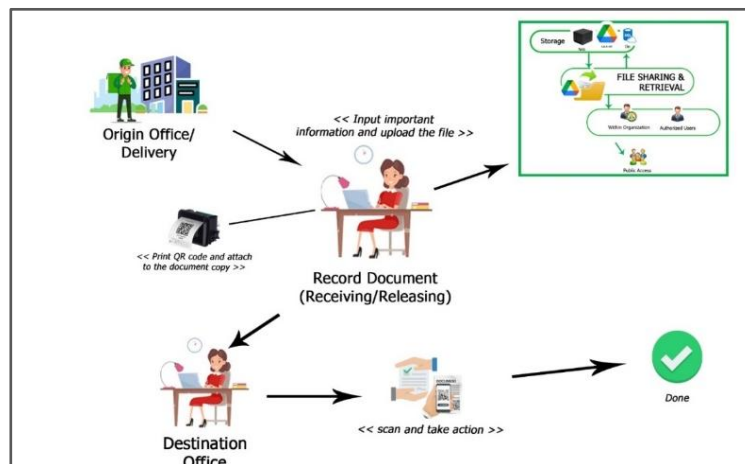 Storage
FILE SHARING &
RETRIEVAL
Within Organization
Authorized Users
Public Access
Origin Office/
Delivery
<< Input important
information and upload the file >>
<< Print QR code and attach
to the document copy >>
Record Document
(Receiving/Releasing)
Destination
Office
<< scan and take action >>
Done